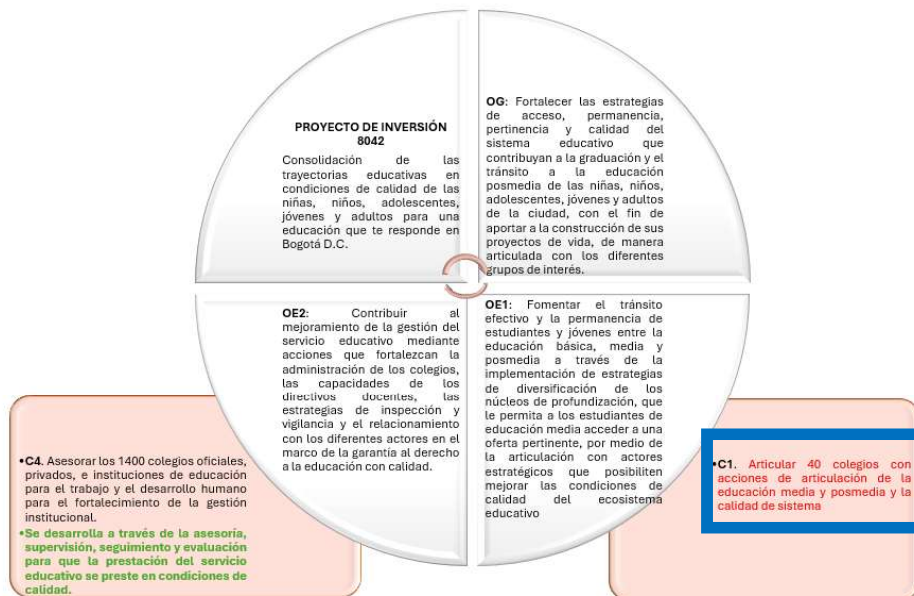 PROYECTO DE INVERSIÓN
8042
Consolidación de las
trayectorias educativas en
condiciones de calidad de las
niñas, niños, adolescentes,
jóvenes y adultos para una
educación que te responde en
Bogotá D.C.
OG: Fortalecer las estrategias
de acceso, permanencia,
pertinencia y calidad del
sistema educativo que
contribuyan a la graduación y el
tránsito a la educación
posmedia de las niñas, niños,
adolescentes, jóvenes y adultos
de la ciudad, con el fin de
aportar a la construcción de sus
proyectos de vida, de manera
articulada con los diferentes
grupos de interés.
OE2: Contribuir al
mejoramiento de la gestión del
servicio educativo mediante
acciones que fortalezcan la
administración de los colegios,
las capacidades de los
directivos docentes, las
estrategias de inspección y
vigilancia y el relacionamiento
con los diferentes actores en el
marco de la garantía al derecho
a la educación con calidad.
OE1: Fomentar el tránsito
efectivo y la permanencia de
estudiantes y jóvenes entre la
educación básica, media y
posmedia a través de la
implementación de estrategias
de diversificación de los
núcleos de profundización, que
le permita a los estudiantes de
educación media acceder a una
oferta pertinente, por medio de
la articulación con actores
estratégicos que posibiliten
mejorar las condiciones de
calidad del ecosistema
educativo
•C4. Asesorar los 1400 colegios oficiales,
privados, e instituciones de educación
para el trabajo y el desarrollo humano
para el fortalecimiento de la gestión
institucional.
•Se desarrolla a través de la asesoría,
supervisión, seguimiento y evaluación
para que la prestación del servicio
educativo se preste en condiciones de
calidad.
•C1. Articular 40 colegios con
acciones de articulación de la
educación media y posmedia y la
calidad de sistema